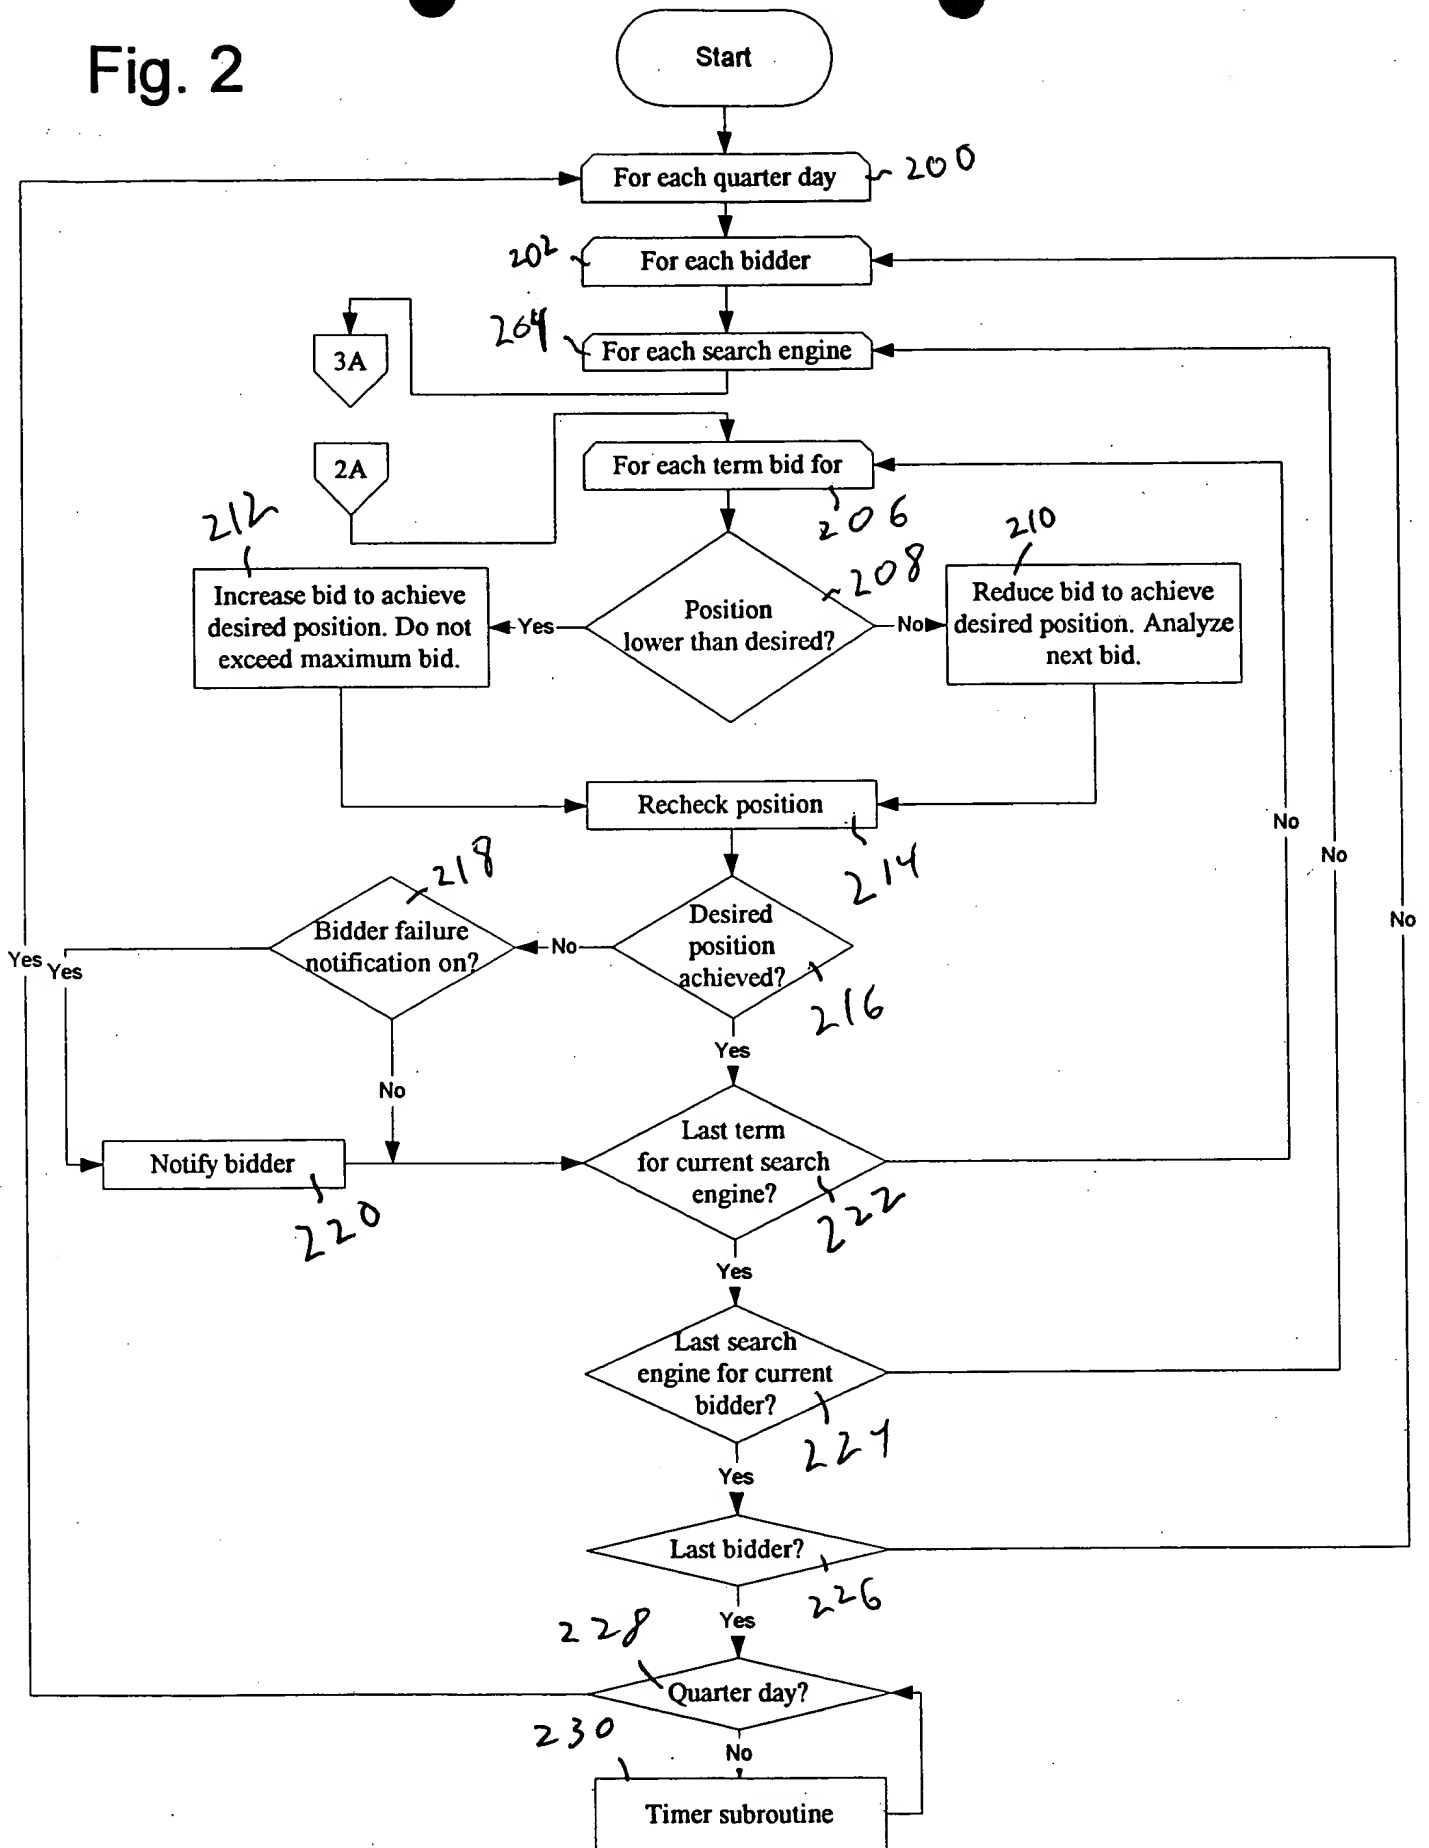 Fig. 2
Start
For each quarter day
200
202
For each bidder
204
For each search engine
3A
2A
For each term bid for
206
212
210
208
Increase bid to achieve
desired position. Do not
exceed maximum bid.
Yes
Position
lower than desired?
No
Reduce bid to achieve
desired position. Analyze
next bid.
Recheck position
214
No
No
No
218
Bidder failure
notification on?
No
Desired
position
achieved?
216
Yes
Yes
Yes
No
Notify bidder
220
Last term
for current search
engine?
222
Yes
Last search
engine for current
bidder?
224
Yes
Last bidder?
226
Yes
228
Quarter day?
230
No
Timer subroutine